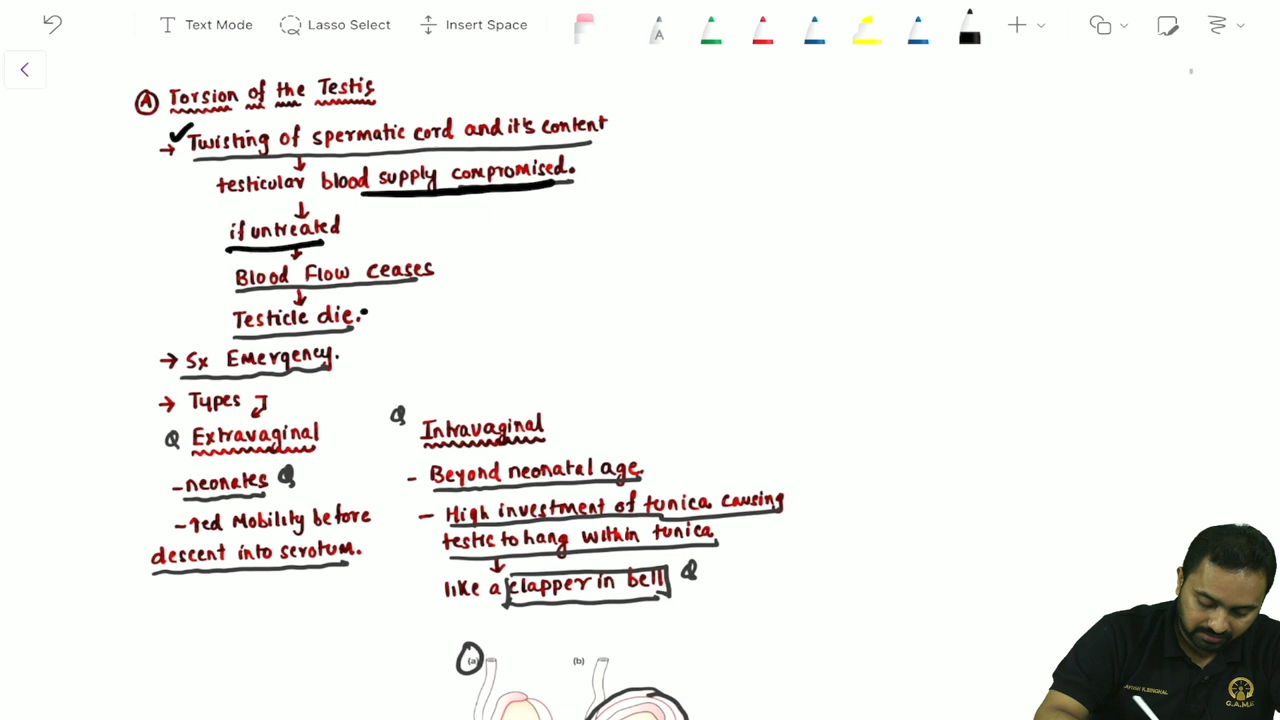 Text Mode
Lasso Select
Insert Space
A
Ⓐ Torsion of the Testis
✓ → Twisting of spermatic cord and it's content
↓
testicular blood supply compromised.
↓
if untreated
↓
Blood Flow ceases
↓
Testicle die.
→ Sx Emergency.
→ Types
Q Extravaginal
- neonates Q
- ↑ed Mobility before
descent into scrotum.
Q Intravaginal
- Beyond neonatal age
- High investment of tunica causing
testis to hang within tunica
↓
like a clapper in bell Q
(a)
(b)
G.A.M.E